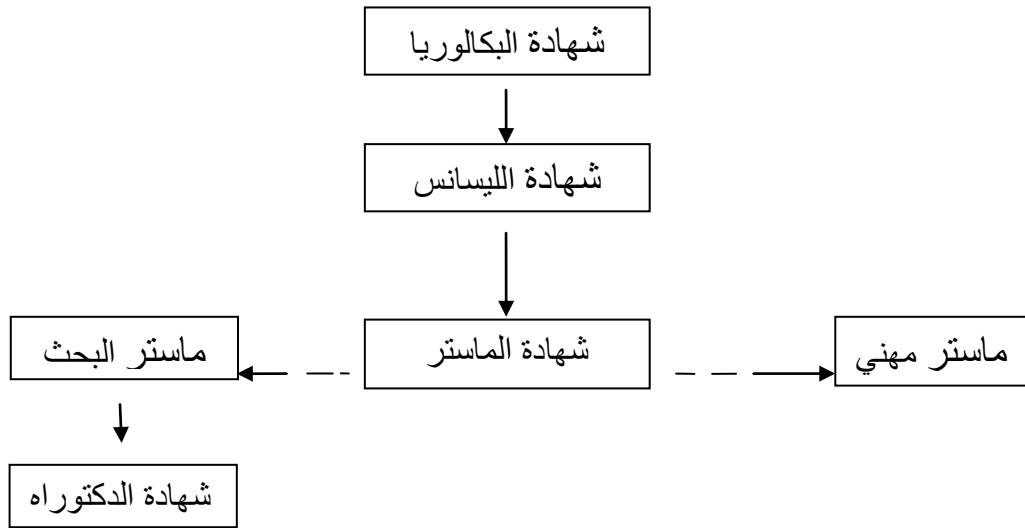 شهادة البكالوريا
شهادة الليسانس
شهادة الماستر
ماستر مهني
ماستر البحث
شهادة الدكتوراه